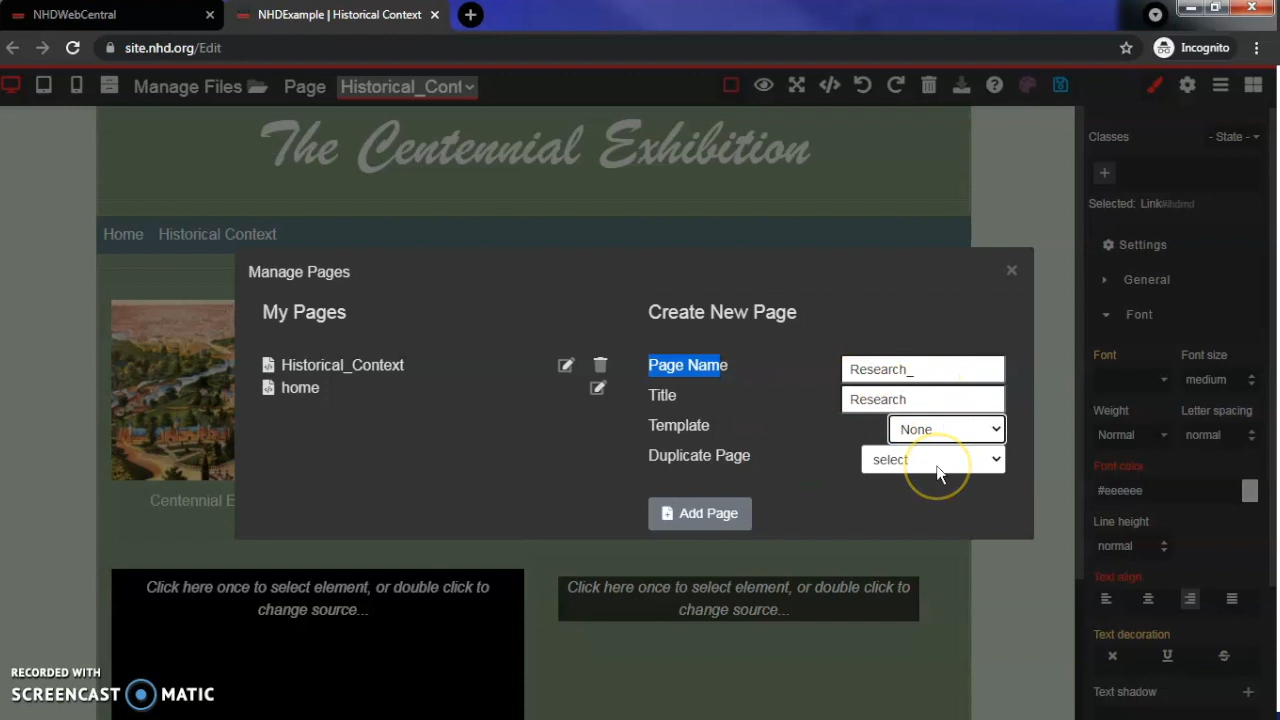 NHDWebCentral
NHDExample | Historical Context
site.nhd.org/Edit
Incognito
Manage Files
Page
Historical_Cont
The Centennial Exhibition
Home
Historical Context
Classes
- State -
Selected: Link
Settings
General
Font
Font
Font size
medium
Weight
Letter spacing
Normal
normal
Font color
#eeeeee
Line height
normal
Text align
Text decoration
Text shadow
Manage Pages
My Pages
Historical_Context
home
Create New Page
Page Name
Research_
Title
Research
Template
None
Duplicate Page
select
Add Page
Centennial E
Click here once to select element, or double click to
change source...
Click here once to select element, or double click to
change source...
RECORDED WITH
SCREENCAST MATIC